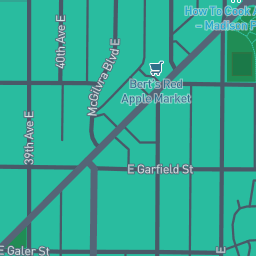 How To Cook
- Madison
40th Ave E
McGilvra Blvd E
Bert's Red
Apple Market
39th Ave E
E Garfield St
E Galer St
E